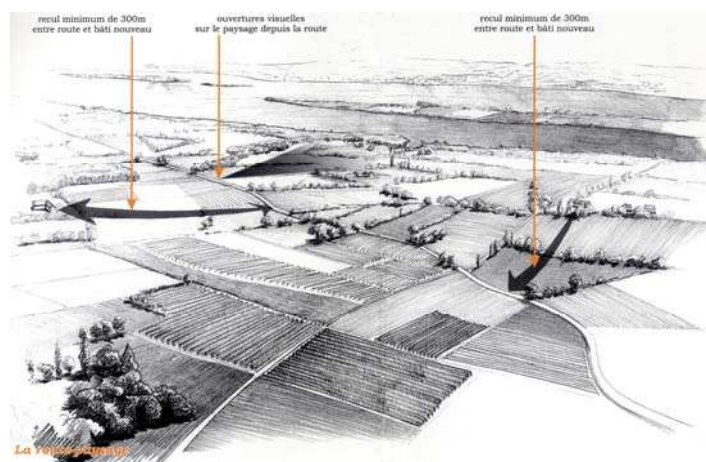 recul minimum de 300m
entre route et bâti nouveau
ouvertures visuelles
sur le paysage depuis la route
recul minimum de 300m
entre route et bâti nouveau
La route-paysage